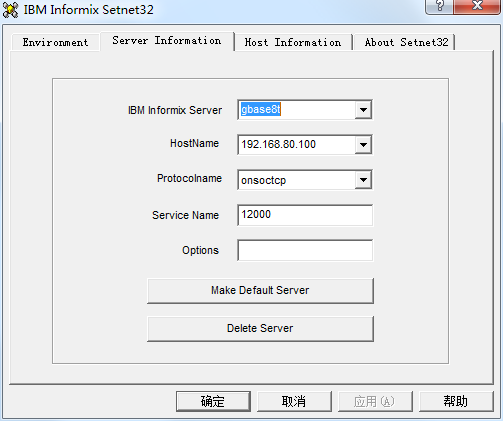 IBM Informix Setnet32
Environment Server Information Host Information About Setnet32
IBM Informix Server gbase8t
HostName 192.168.80.100
Protocolname onsoctcp
Service Name 12000
Options
Make Default Server
Delete Server
确定 取消 应用(A) 帮助